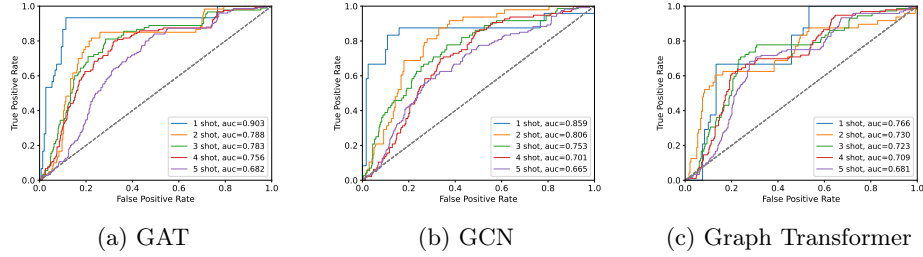 1.0
0.8
0.6
0.4
0.2
0.0
True Positive Rate
0.0 0.2 0.4 0.6 0.8 1.0
False Positive Rate
1 shot, auc=0.903
2 shot, auc=0.788
3 shot, auc=0.783
4 shot, auc=0.756
5 shot, auc=0.682
(a) GAT
1.0
0.8
0.6
0.4
0.2
0.0
True Positive Rate
0.0 0.2 0.4 0.6 0.8 1.0
False Positive Rate
1 shot, auc=0.859
2 shot, auc=0.806
3 shot, auc=0.753
4 shot, auc=0.701
5 shot, auc=0.665
(b) GCN
1.0
0.8
0.6
0.4
0.2
0.0
True Positive Rate
0.0 0.2 0.4 0.6 0.8 1.0
False Positive Rate
1 shot, auc=0.766
2 shot, auc=0.730
3 shot, auc=0.723
4 shot, auc=0.709
5 shot, auc=0.681
(c) Graph Transformer